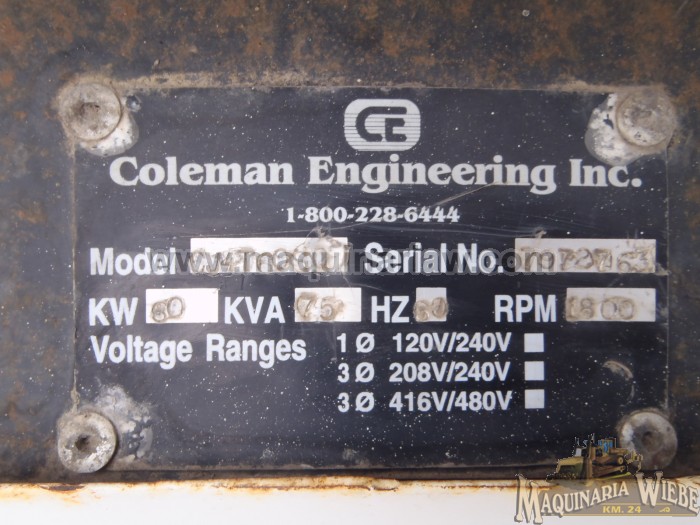 CE
Coleman Engineering Inc.
1-800-228-6444
Model Serial No.
KW 60 KVA 75 HZ 60 RPM 1800
Voltage Ranges 1 Ø 120V/240V
3 Ø 208V/240V
3 Ø 416V/480V
MAQUINARIA WIEBE
KM. 24